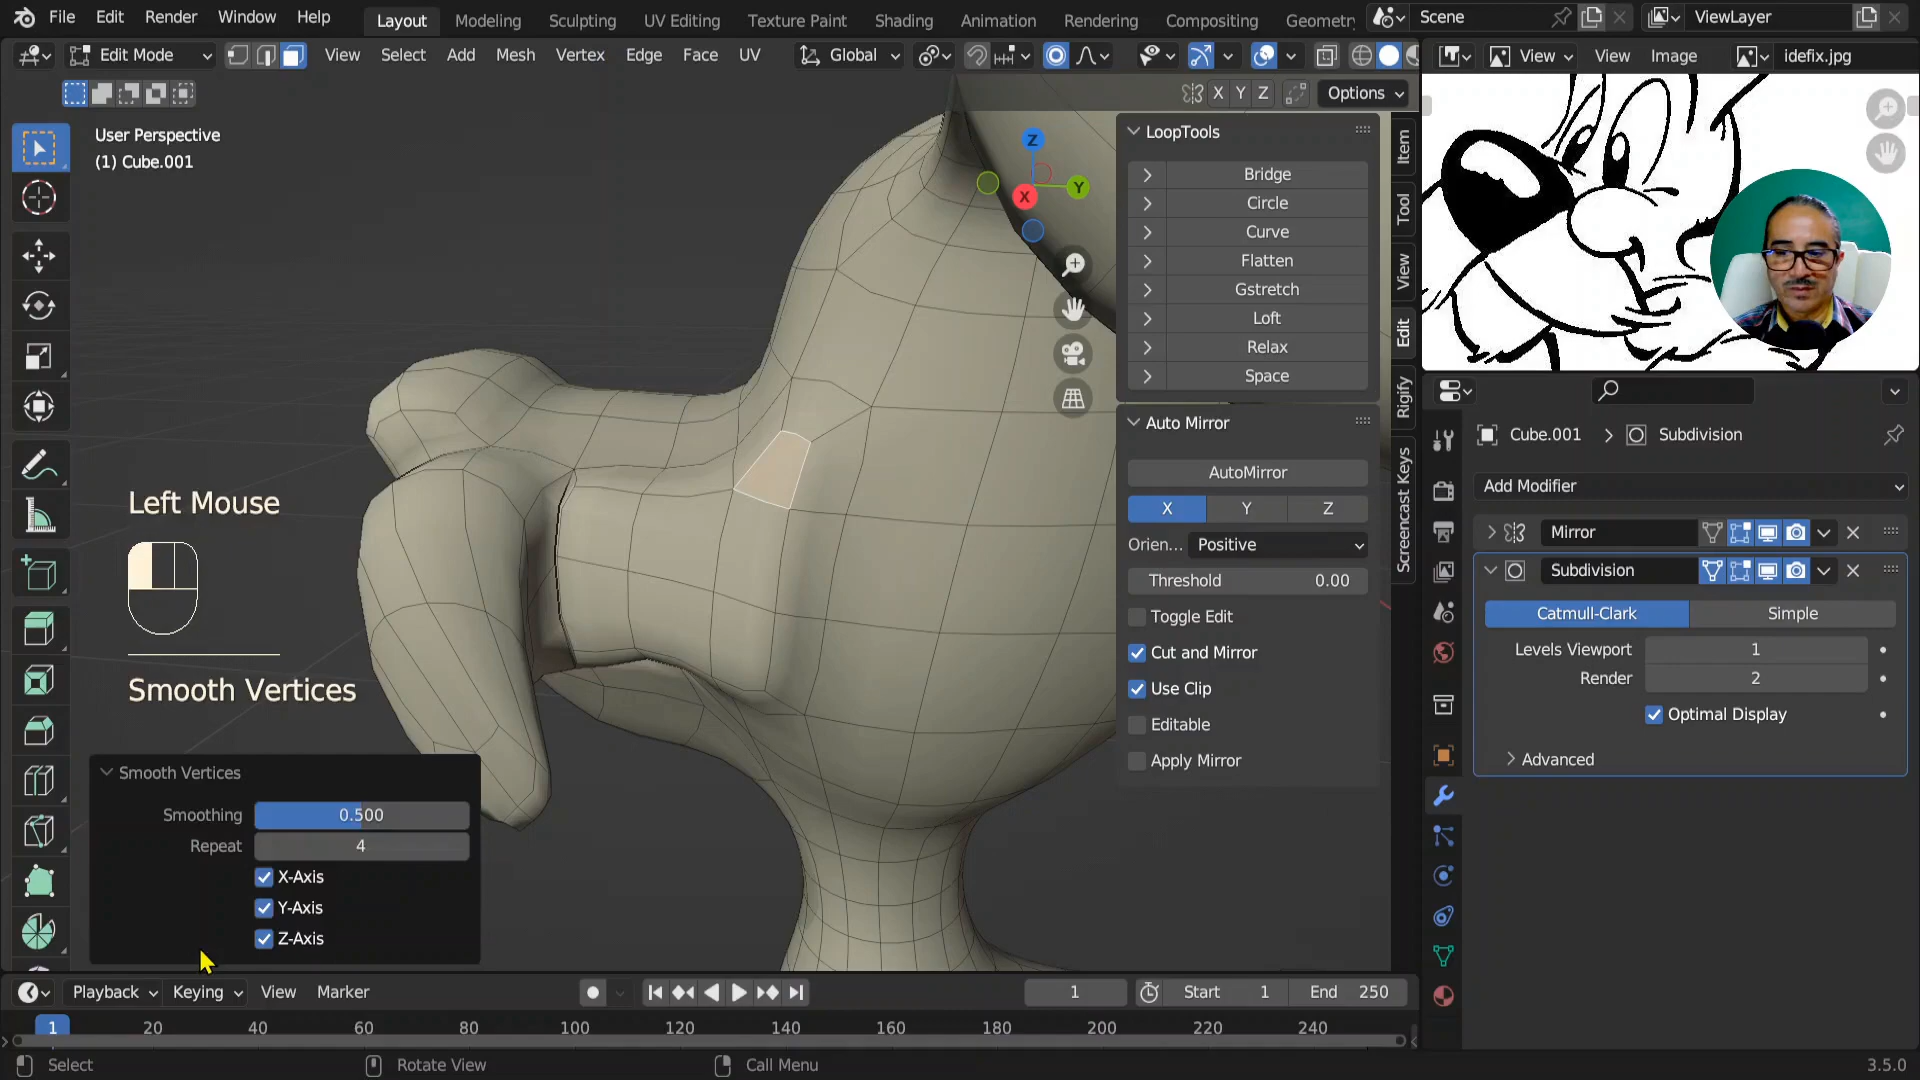 File Edit Render Window Help Layout Modeling Sculpting UV Editing Texture Paint Shading Animation Rendering Compositing Geometry Scene ViewLayer
Edit Mode View Select Add Mesh Vertex Edge Face UV Global View View Image idefix.jpg
X Y Z Options
User Perspective
(1) Cube.001
Z
Y
X
LoopTools
Bridge
Circle
Curve
Flatten
Gstretch
Loft
Relax
Space
Auto Mirror
AutoMirror
X Y Z
Orien... Positive
Threshold 0.00
Toggle Edit
Cut and Mirror
Use Clip
Editable
Apply Mirror
Item
Tool
View
Edit
Rigify
Screencast Keys
Left Mouse
Smooth Vertices
Smooth Vertices
Smoothing 0.500
Repeat 4
X-Axis
Y-Axis
Z-Axis
Cube.001 Subdivision
Add Modifier
Mirror
Subdivision
Catmull-Clark Simple
Levels Viewport 1
Render 2
Optimal Display
Advanced
Playback Keying View Marker 1 Start 1 End 250
1 20 40 60 80 100 120 140 160 180 200 220 240
Select Rotate View Call Menu 3.5.0